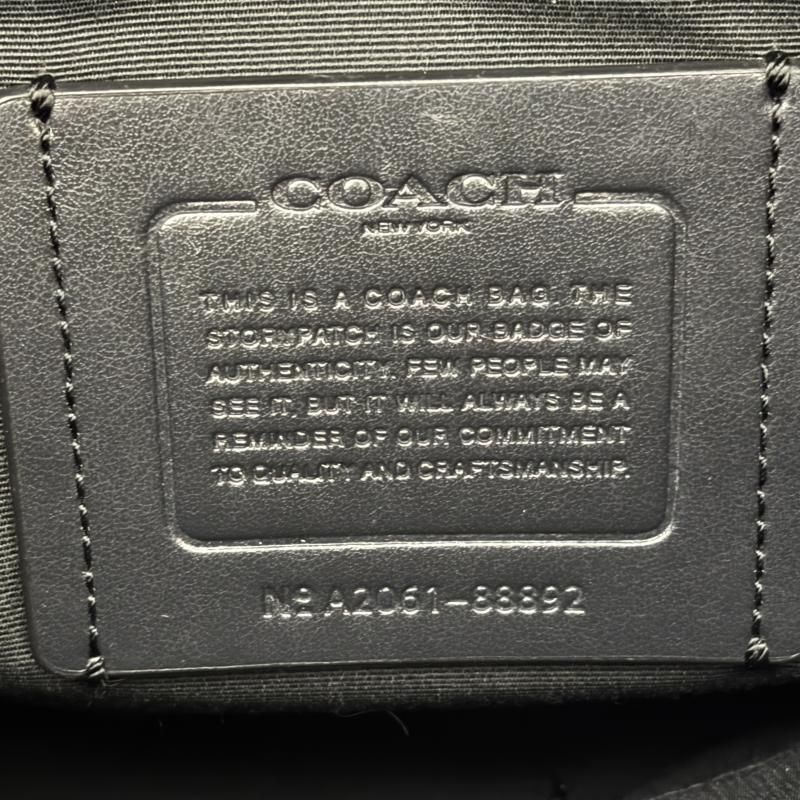 COACH
NEW YORK
THIS IS A COACH BAG. THE
STORMPATCH IS OUR BADGE OF
AUTHENTICITY. FEW PEOPLE MAY
SEE IT, BUT IT WILL ALWAYS BE A
REMINDER OF OUR COMMITMENT
TO QUALITY AND CRAFTSMANSHIP.
Nº A2061-88892